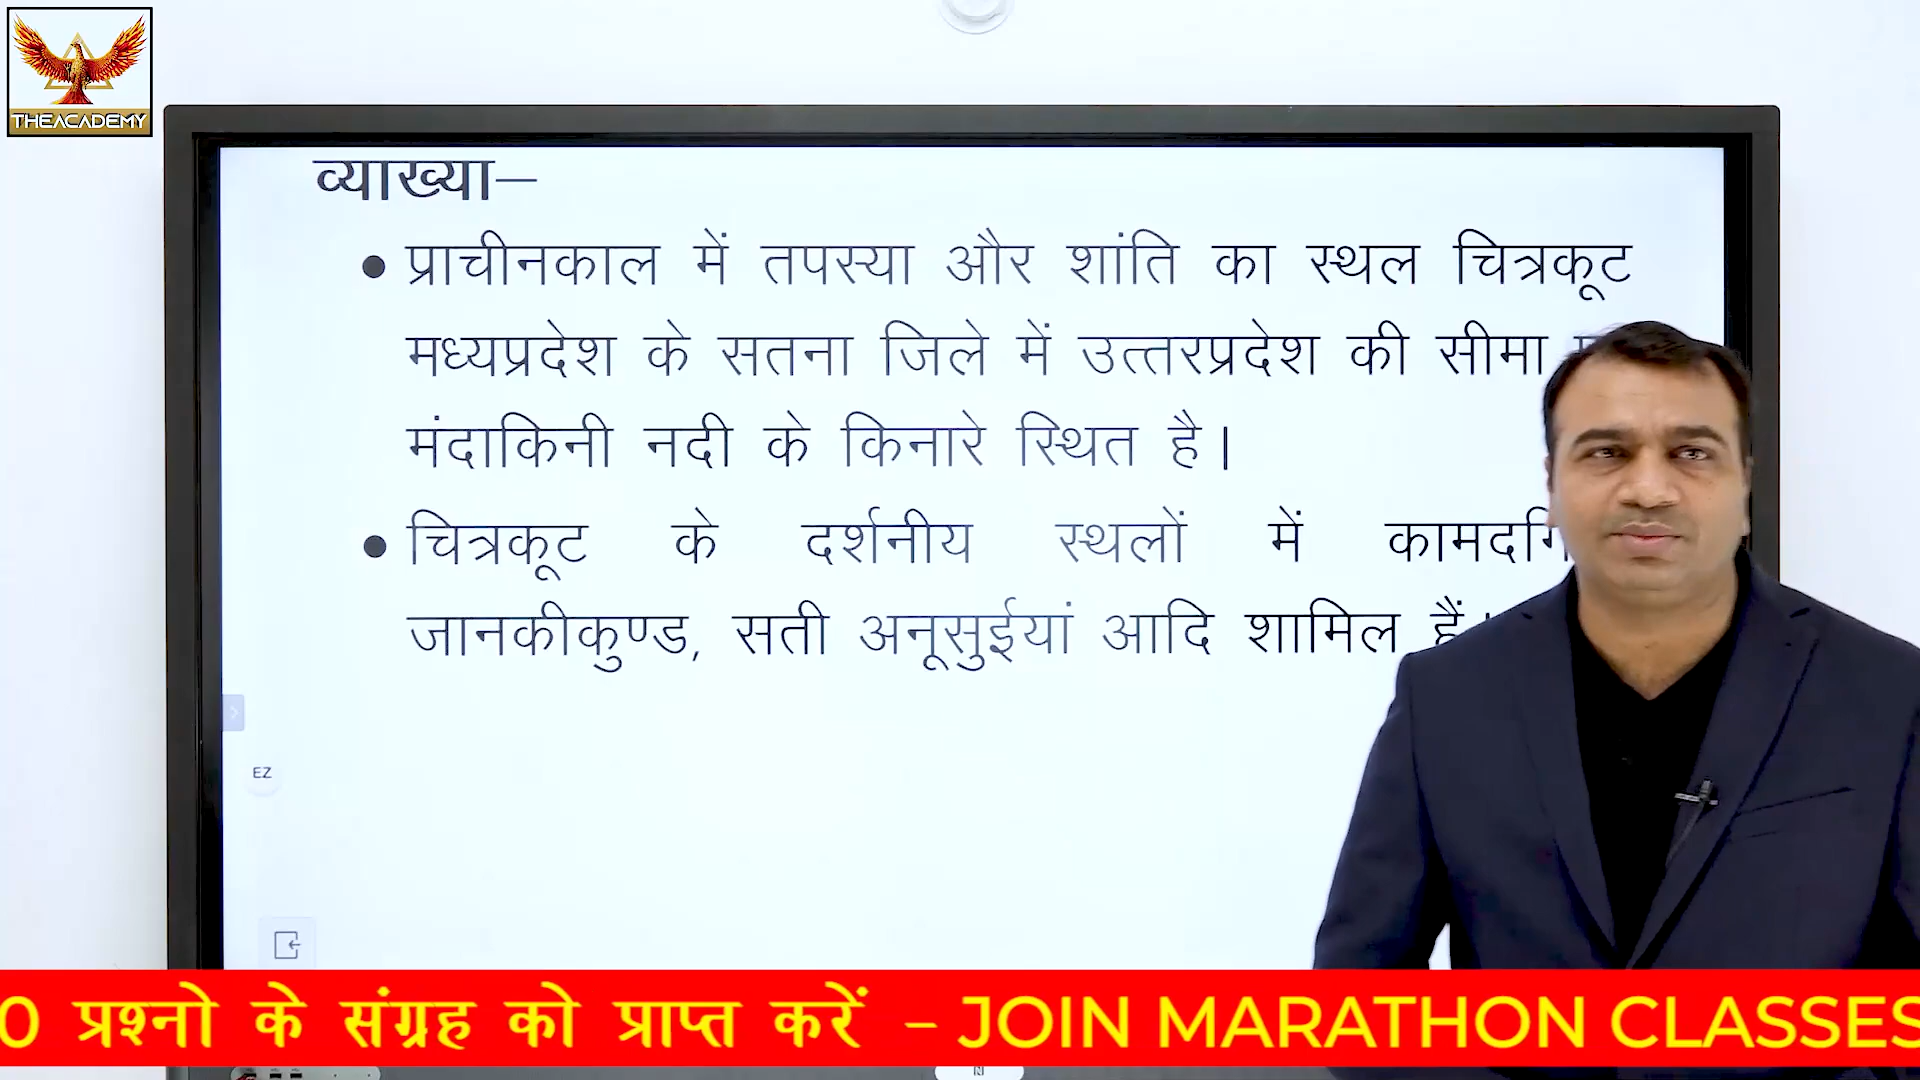 THEACADEMY
व्याख्या—
• प्राचीनकाल में तपस्या और शांति का स्थल चित्रकूट
मध्यप्रदेश के सतना जिले में उत्तरप्रदेश की सीमा
मंदाकिनी नदी के किनारे स्थित है।
• चित्रकूट के दर्शनीय स्थलों में
जानकीकुण्ड, सती अनूसुईयां आदि शामिल हैं।
EZ
0 प्रश्नो के संग्रह को प्राप्त करें – JOIN MARATHON CLASSES